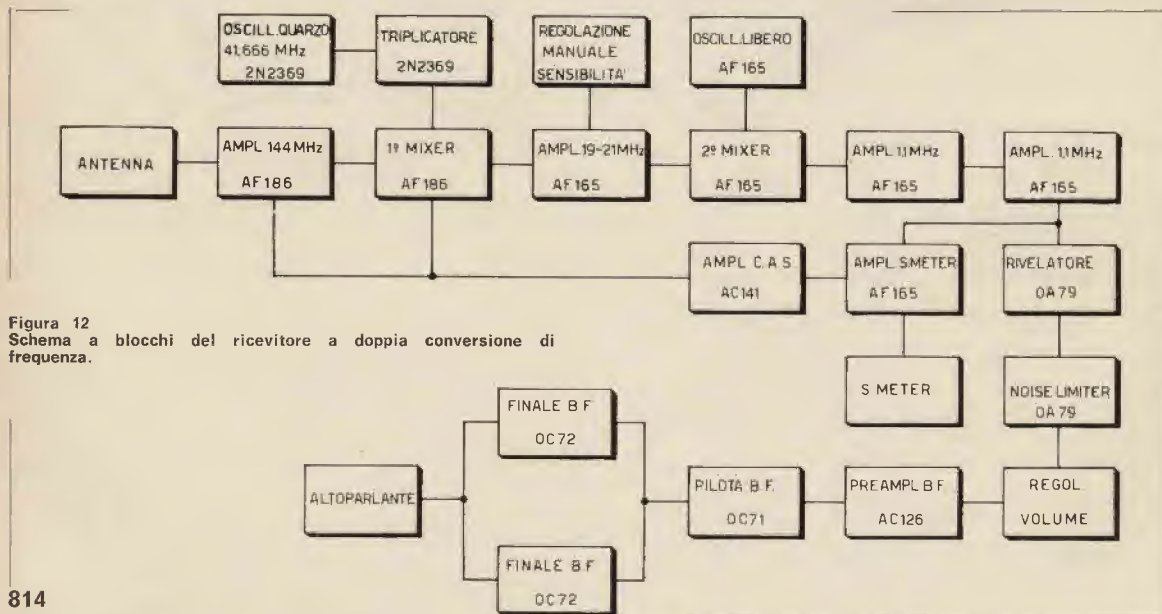 OSCILL. QUARZO
41,666 MHz
2N2369
TRIPLICATORE
2N2369
REGOLAZIONE
MANUALE
SENSIBILITA'
OSCILL. LIBERO
AF165
ANTENNA
AMPL 144 MHz
AF186
1º MIXER
AF186
AMPL. 19-21MHz
AF165
2º MIXER
AF165
AMPL 1,1 MHz
AF165
AMPL. 1,1 MHz
AF165
AMPL C.A.S
AC141
AMPL S.METER
AF165
RIVELATORE
OA79
Figura 12
Schema a blocchi del ricevitore a doppia conversione di
frequenza.
S METER
NOISE LIMITER
OA79
FINALE B F
OC72
ALTOPARLANTE
PILOTA B.F.
OC71
PREAMPL B F
AC126
REGOL.
VOLUME
FINALE B F
OC72
814